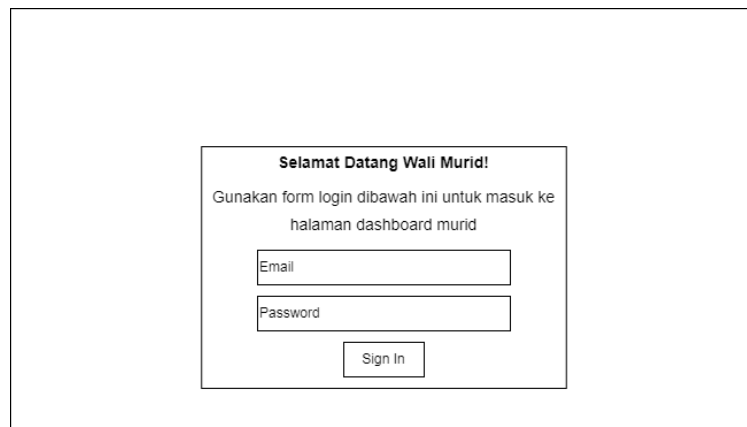 Selamat Datang Wali Murid!
Gunakan form login dibawah ini untuk masuk ke
halaman dashboard murid
Email
Password
Sign In